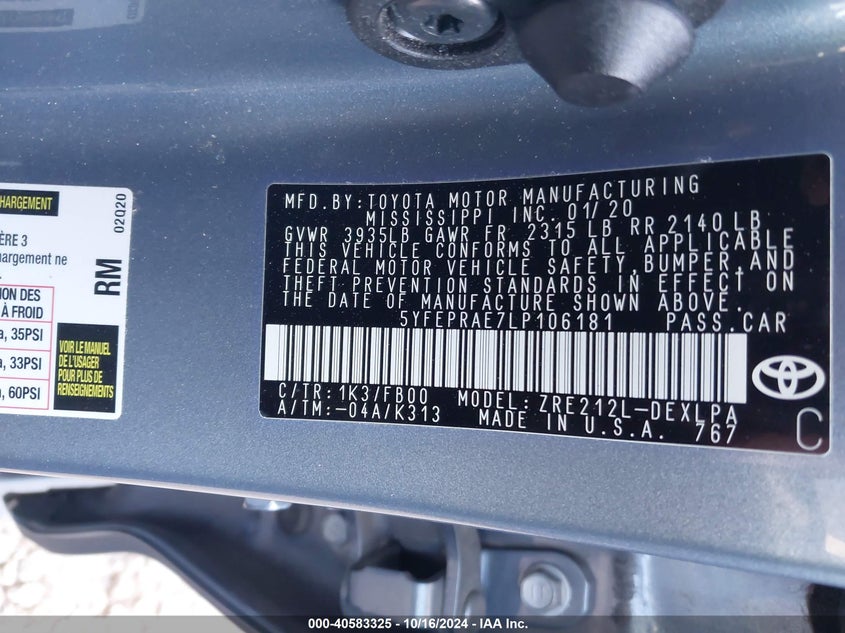 CHARGEMENT
ÈRE 3
chargement ne
ION DES
À FROID
a, 35PSI
a, 33PSI
a, 60PSI
02Q20
RM
VOIR LE MANUEL
DE L'USAGER
POUR PLUS DE
RENSEIGNEMENTS
MFD.BY:TOYOTA MOTOR MANUFACTURING
MISSISSIPPI INC. 01/20
GVWR 3935LB GAWR FR 2315 LB RR 2140 LB
THIS VEHICLE CONFORMS TO ALL APPLICABLE
FEDERAL MOTOR VEHICLE SAFETY,BUMPER,AND
THEFT PREVENTION STANDARDS IN EFFECT ON
THE DATE OF MANUFACTURE SHOWN ABOVE.
5YFEPRAE7LP106181 PASS.CAR
C/TR:1K3/FB00 MODEL:ZRE212L-DEXLPA
A/TM:-04A/K313 MADE IN U.S.A. 767
C
000-40583325 - 10/16/2024 - IAA Inc.